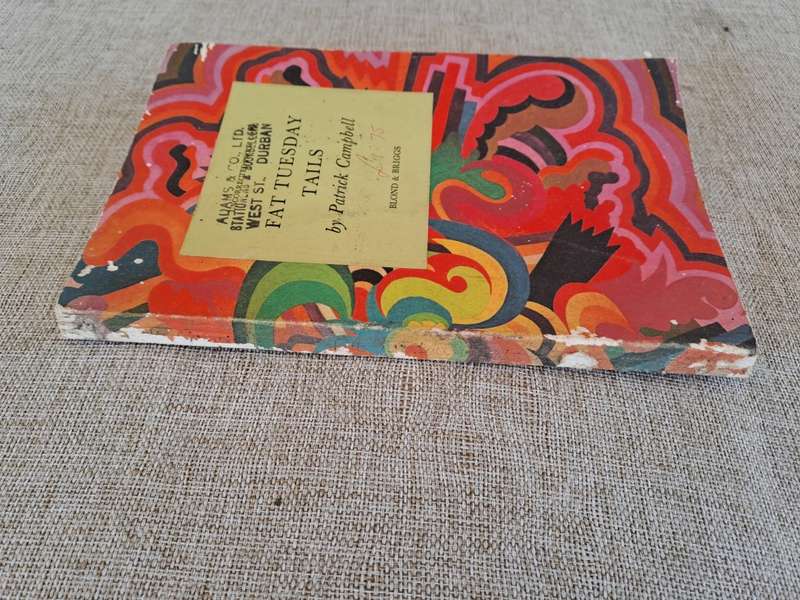 FAT TUESDAY
TAILS
by Patrick Campbell
BLOND & BRIGGS
ADAMS & CO. LTD.
WEST ST. DURBAN